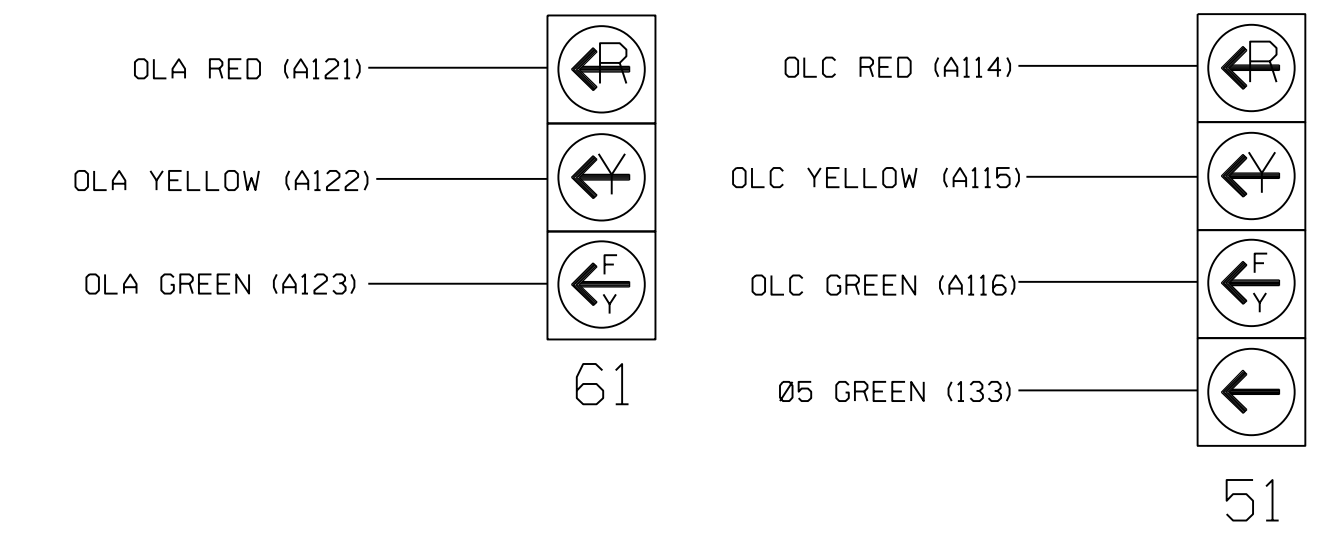 OLA RED (A121)
R
OLA YELLOW (A122)
Y
OLA GREEN (A123)
F
Y
61
OLC RED (A114)
R
OLC YELLOW (A115)
Y
OLC GREEN (A116)
F
Y
Ø5 GREEN (133)
51